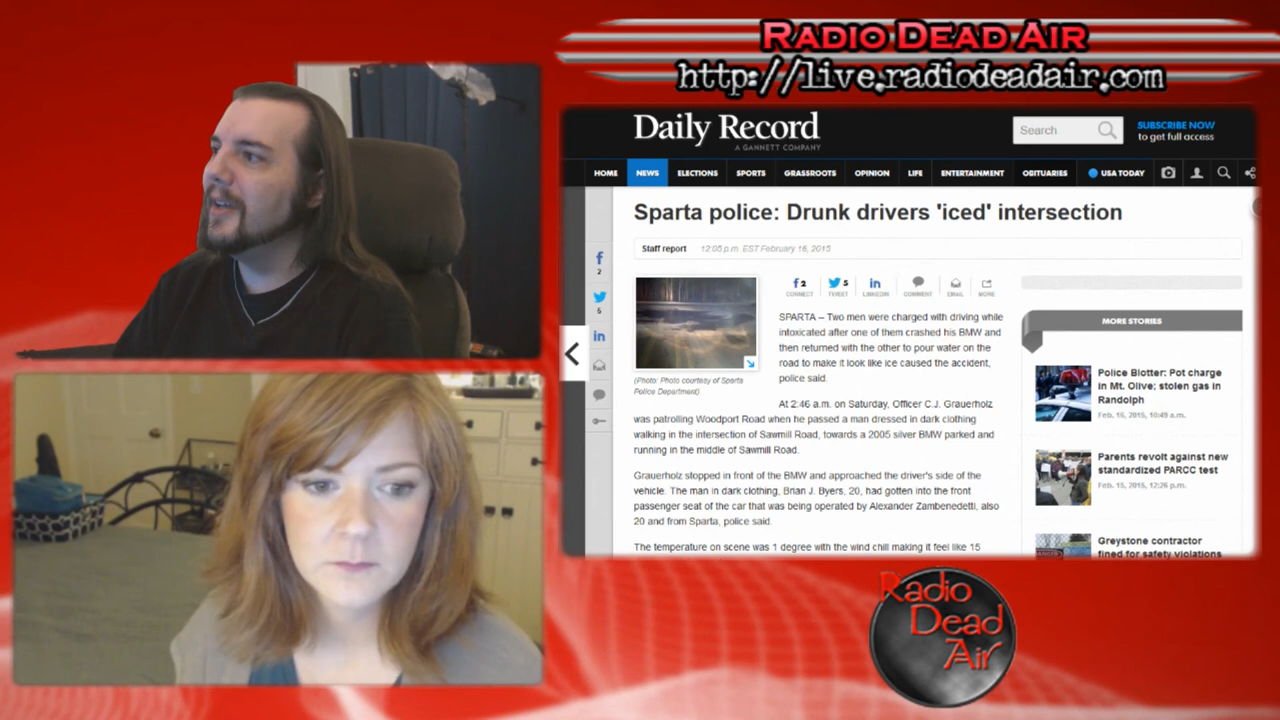 RADIO DEAD AIR
http://live.radiodeadair.com
Daily Record
A GANNETT COMPANY
Search
SUBSCRIBE NOW
to get full access
HOME
NEWS
ELECTIONS
SPORTS
GRASSROOTS
OPINION
LIFE
ENTERTAINMENT
OBITUARIES
USA TODAY
Sparta police: Drunk drivers 'iced' intersection
Staff report 12:05 p.m. EST February 16, 2015
2
5
2
CONNECT
5
TWEET
LINKEDIN
COMMENT
EMAIL
MORE
(Photo: Photo courtesy of Sparta
Police Department)
SPARTA – Two men were charged with driving while
intoxicated after one of them crashed his BMW and
then returned with the other to pour water on the
road to make it look like ice caused the accident,
police said.
At 2:46 a.m. on Saturday, Officer C.J. Grauerholz
was patrolling Woodport Road when he passed a man dressed in dark clothing
walking in the intersection of Sawmill Road, towards a 2005 silver BMW parked and
running in the middle of Sawmill Road.
Grauerholz stopped in front of the BMW and approached the driver's side of the
vehicle. The man in dark clothing, Brian J. Byers, 20, had gotten into the front
passenger seat of the car that was being operated by Alexander Zambenedetti, also
20 and from Sparta, police said.
The temperature on scene was 1 degree with the wind chill making it feel like 15
MORE STORIES
Police Blotter: Pot charge
in Mt. Olive; stolen gas in
Randolph
Feb. 16, 2015, 10:49 a.m.
Parents revolt against new
standardized PARCC test
Feb. 15, 2015, 12:26 p.m.
Greystone contractor
fined for safety violations
Radio
Dead
Air